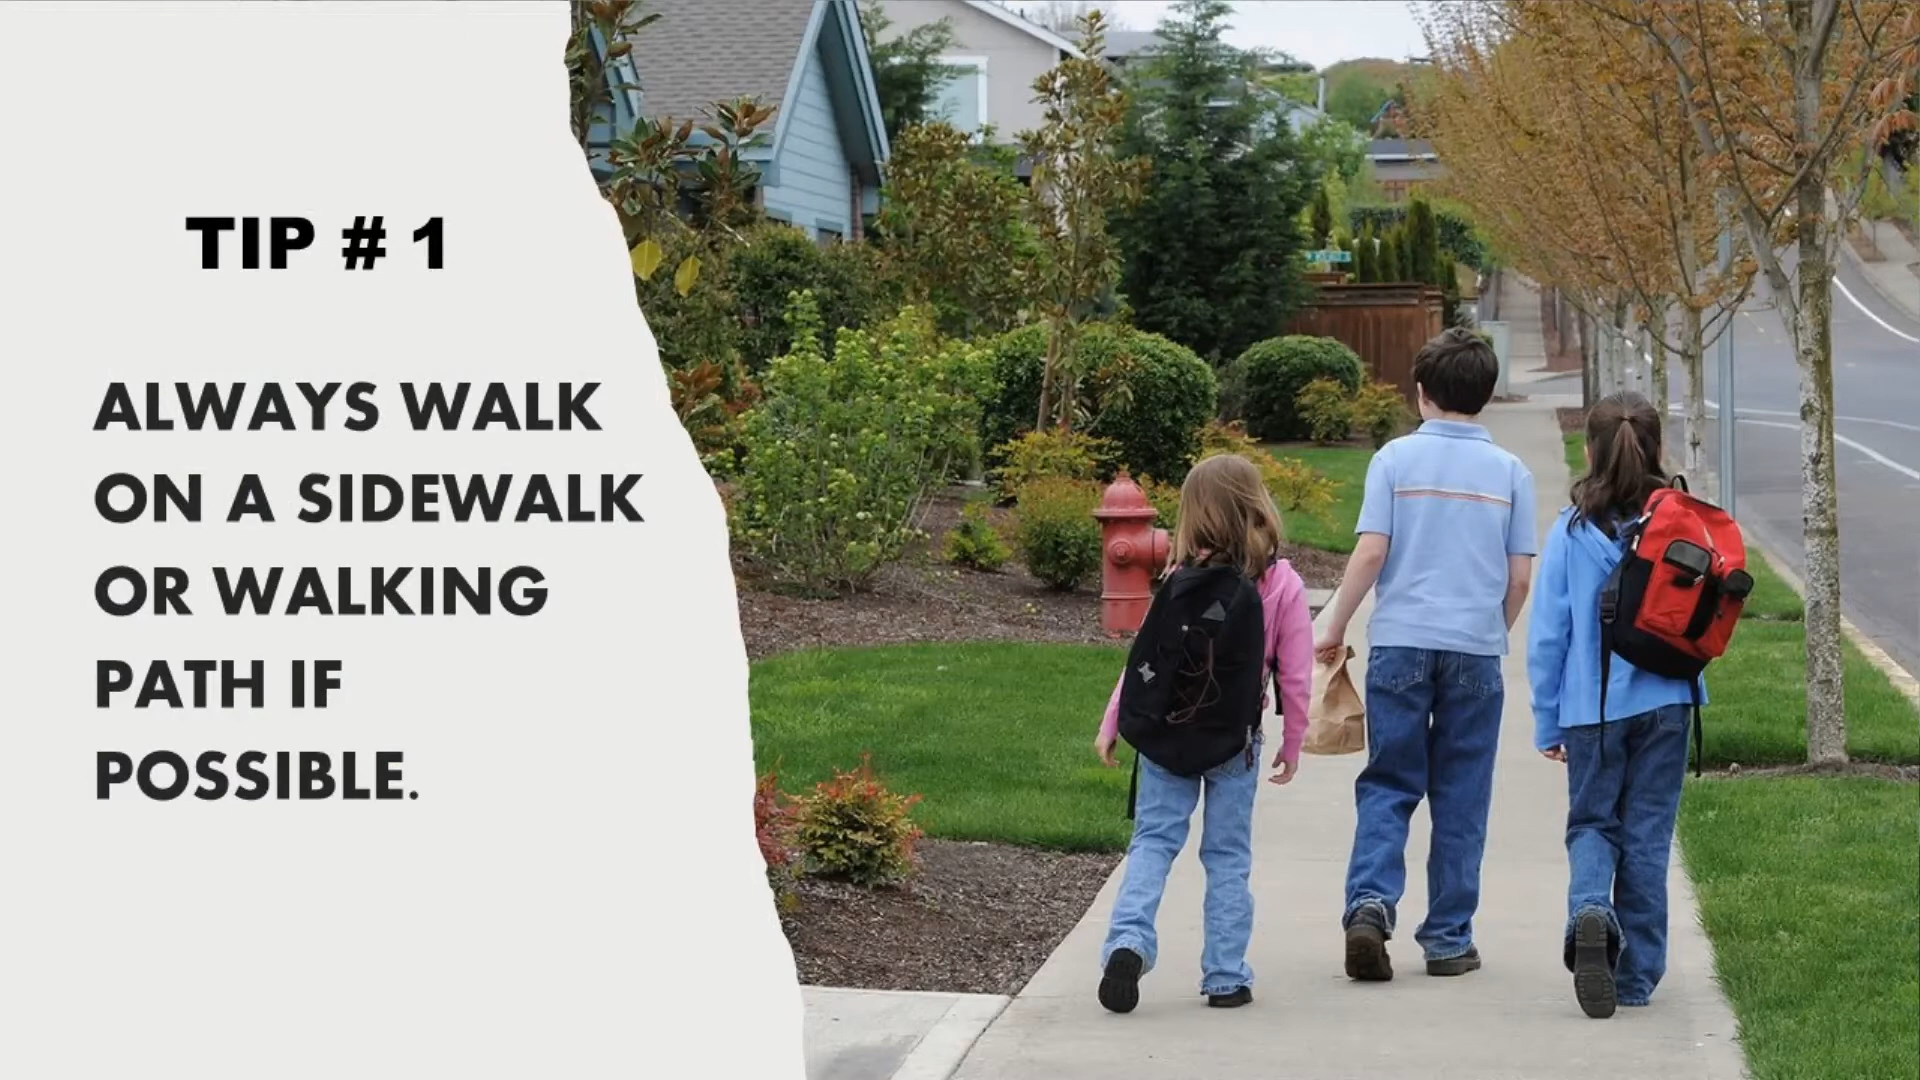 TIP # 1
ALWAYS WALK
ON A SIDEWALK
OR WALKING
PATH IF
POSSIBLE.